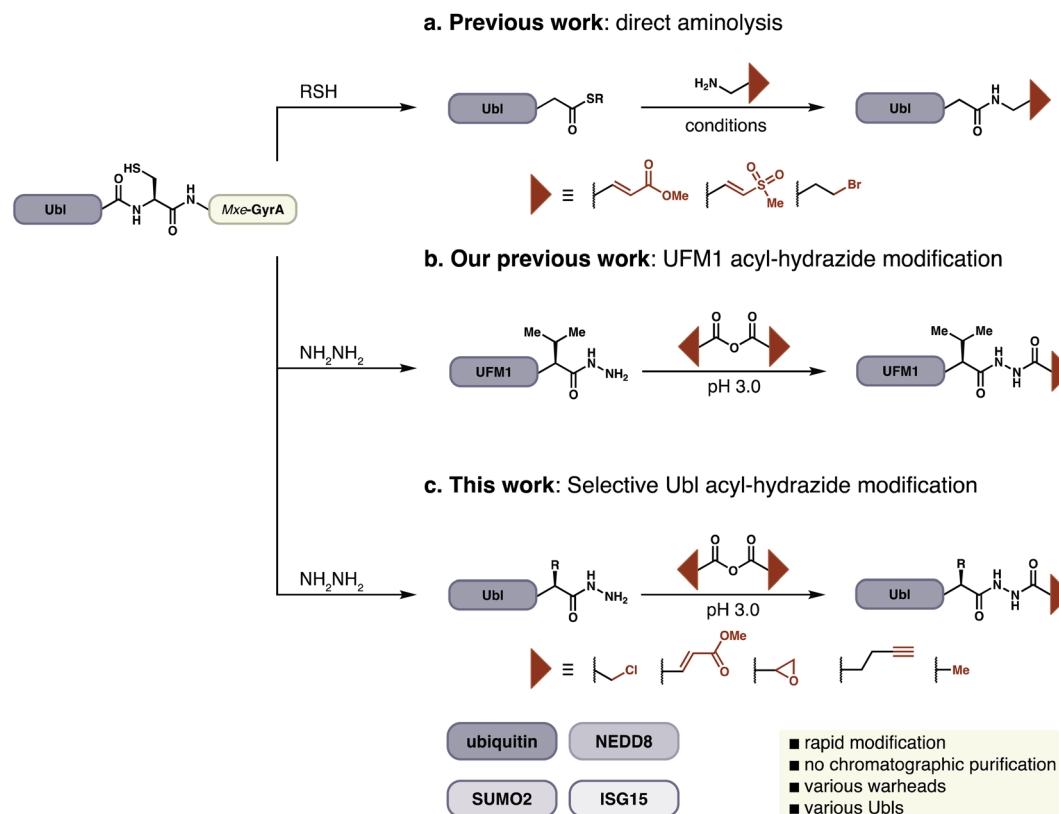 a. Previous work: direct aminolysis
RSH
Ubl
SR
O
H₂N
conditions
Ubl
H
N
O
≡
O
OMe
O O
S
Me
Br
HS
O
Ubl
N
H
O
H
N
Mxe-GyrA
b. Our previous work: UFM1 acyl-hydrazide modification
NH₂NH₂
Me Me
UFM1
H
N
NH₂
O
O O
O
pH 3.0
Me Me
UFM1
H
N
N
H
O
O
c. This work: Selective Ubl acyl-hydrazide modification
NH₂NH₂
R
Ubl
H
N
NH₂
O
O O
O
pH 3.0
R
Ubl
H
N
N
H
O
O
≡
Cl
OMe
O
O
Me
ubiquitin NEDD8
SUMO2 ISG15
■ rapid modification
■ no chromatographic purification
■ various warheads
■ various Ubls